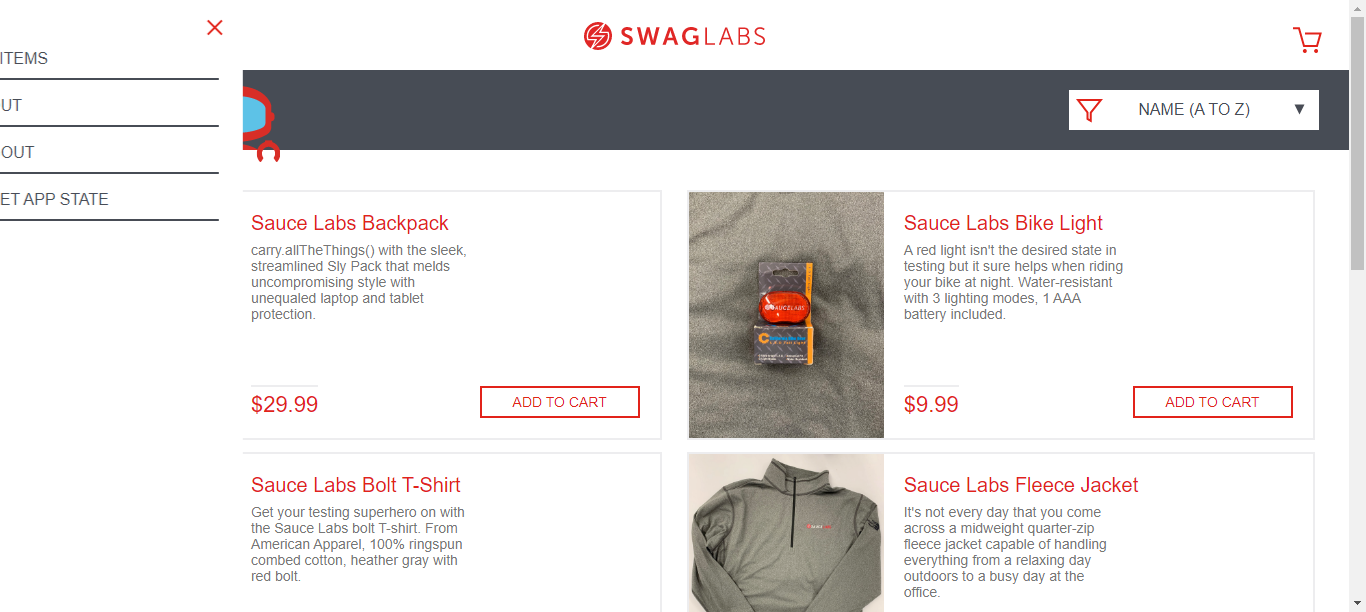 SWAGLABS
ITEMS
UT
OUT
ET APP STATE
NAME (A TO Z)
Sauce Labs Backpack
carry.allTheThings() with the sleek,
streamlined Sly Pack that melds
uncompromising style with
unequaled laptop and tablet
protection.
$29.99
ADD TO CART
Sauce Labs Bike Light
A red light isn't the desired state in
testing but it sure helps when riding
your bike at night. Water-resistant
with 3 lighting modes, 1 AAA
battery included.
$9.99
ADD TO CART
Sauce Labs Bolt T-Shirt
Get your testing superhero on with
the Sauce Labs bolt T-shirt. From
American Apparel, 100% ringspun
combed cotton, heather gray with
red bolt.
Sauce Labs Fleece Jacket
It's not every day that you come
across a midweight quarter-zip
fleece jacket capable of handling
everything from a relaxing day
outdoors to a busy day at the
office.